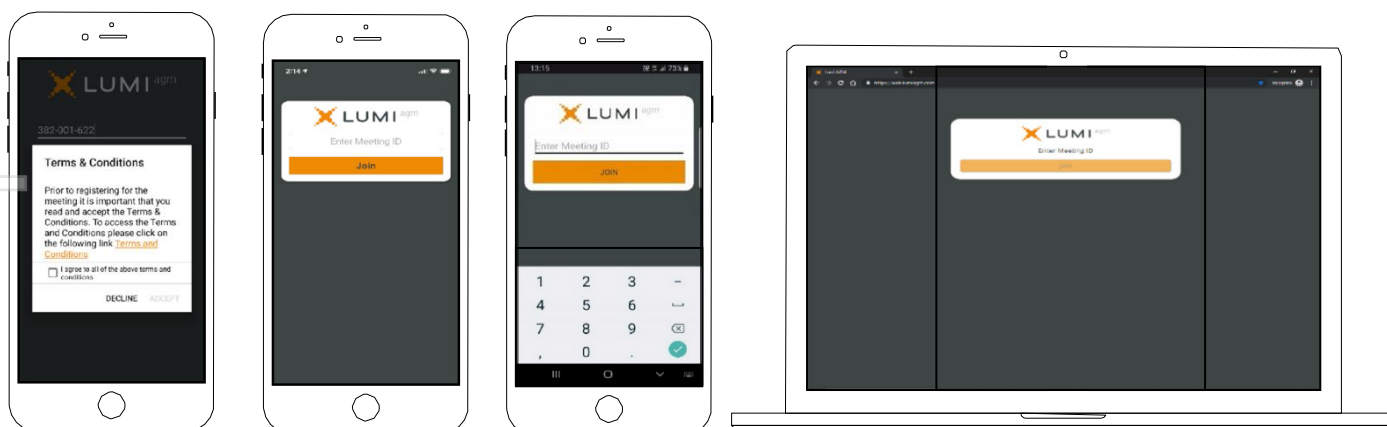 LUMI agm
382-001-622
Terms & Conditions
Prior to registering for the
meeting it is important that you
read and accept the Terms &
Conditions. To access the Terms
and Conditions please click on
the following link Terms and
Conditions
I agree to all of the above terms and
conditions
DECLINE ACCEPT
2:14
LUMI agm
Enter Meeting ID
Join
13:15 73%
LUMI agm
Enter Meeting ID
JOIN
1 2 3 -
4 5 6
7 8 9
, 0 .
Lumi AGM
LUMI agm
Enter Meeting ID
Join